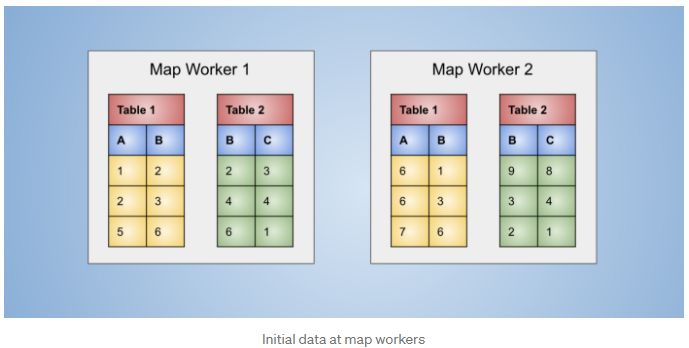 Map Worker 1 Map Worker 2
Table 1 Table 2 Table 1 Table 2
A B B C A B B C
1 2 2 3 6 1 9 8
2 3 4 4 6 3 3 4
5 6 6 1 7 6 2 1
Initial data at map workers